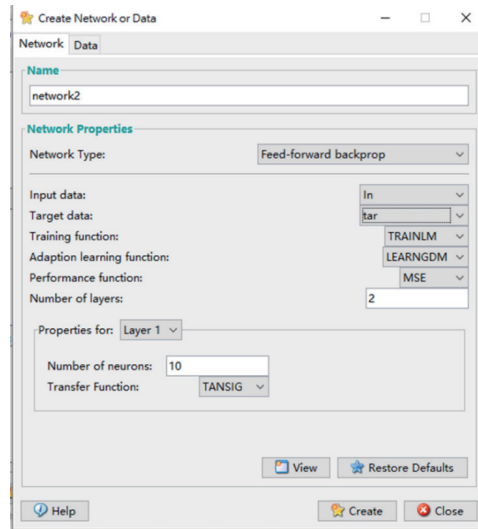 Create Network or Data
Network Data
Name
network2
Network Properties
Network Type: Feed-forward backprop
Input data: In
Target data: tar
Training function: TRAINLM
Adaption learning function: LEARNGDM
Performance function: MSE
Number of layers: 2
Properties for: Layer 1
Number of neurons: 10
Transfer Function: TANSIG
View Restore Defaults
Help Create Close